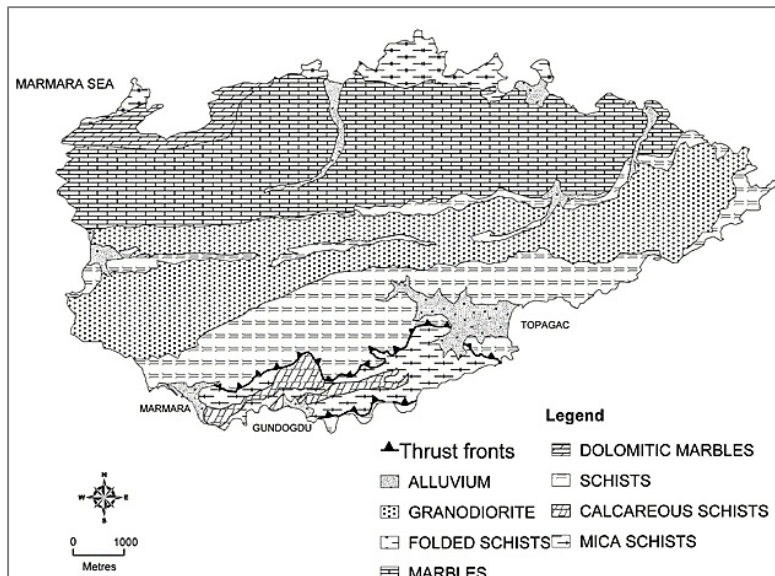 MARMARA SEA
TOPAGAC
MARMARA
GUNDOGDU
Legend
Thrust fronts
ALLUVIUM
GRANODIORITE
FOLDED SCHISTS
MARBLES
DOLOMITIC MARBLES
SCHISTS
CALCAREOUS SCHISTS
MICA SCHISTS
N
W E
S
0 1000
Metres